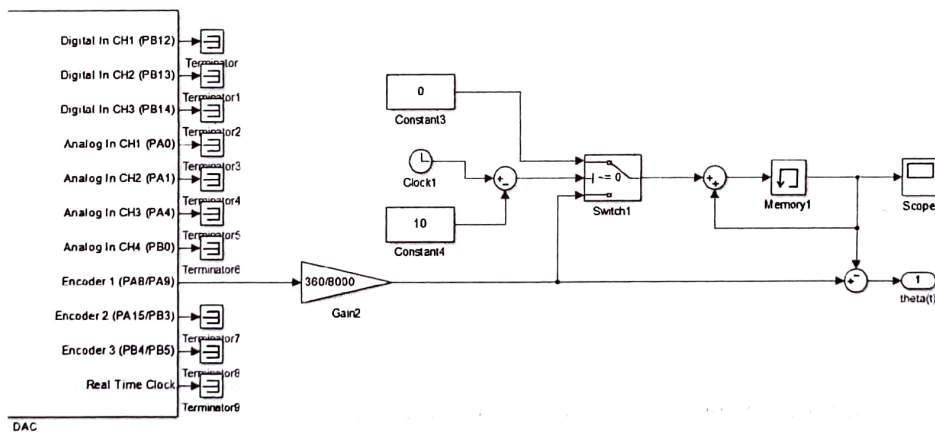 Digital In CH1 (PB12)
Terminator
Digital In CH2 (PB13)
Terminator1
Digital In CH3 (PB14)
Terminator2
Analog In CH1 (PA0)
Terminator3
Analog In CH2 (PA1)
Terminator4
Analog In CH3 (PA4)
Terminator5
Analog In CH4 (PB0)
Terminator6
Encoder 1 (PA8/PA9)
Encoder 2 (PA15/PB3)
Terminator7
Encoder 3 (PB4/PB5)
Terminator8
Real Time Clock
Terminator9
DAC
360/8000
Gain2
0
Constant3
Clock1
10
Constant4
+
-
~= 0
Switch1
+
+
Memory1
Scope
+
-
1
theta(t)